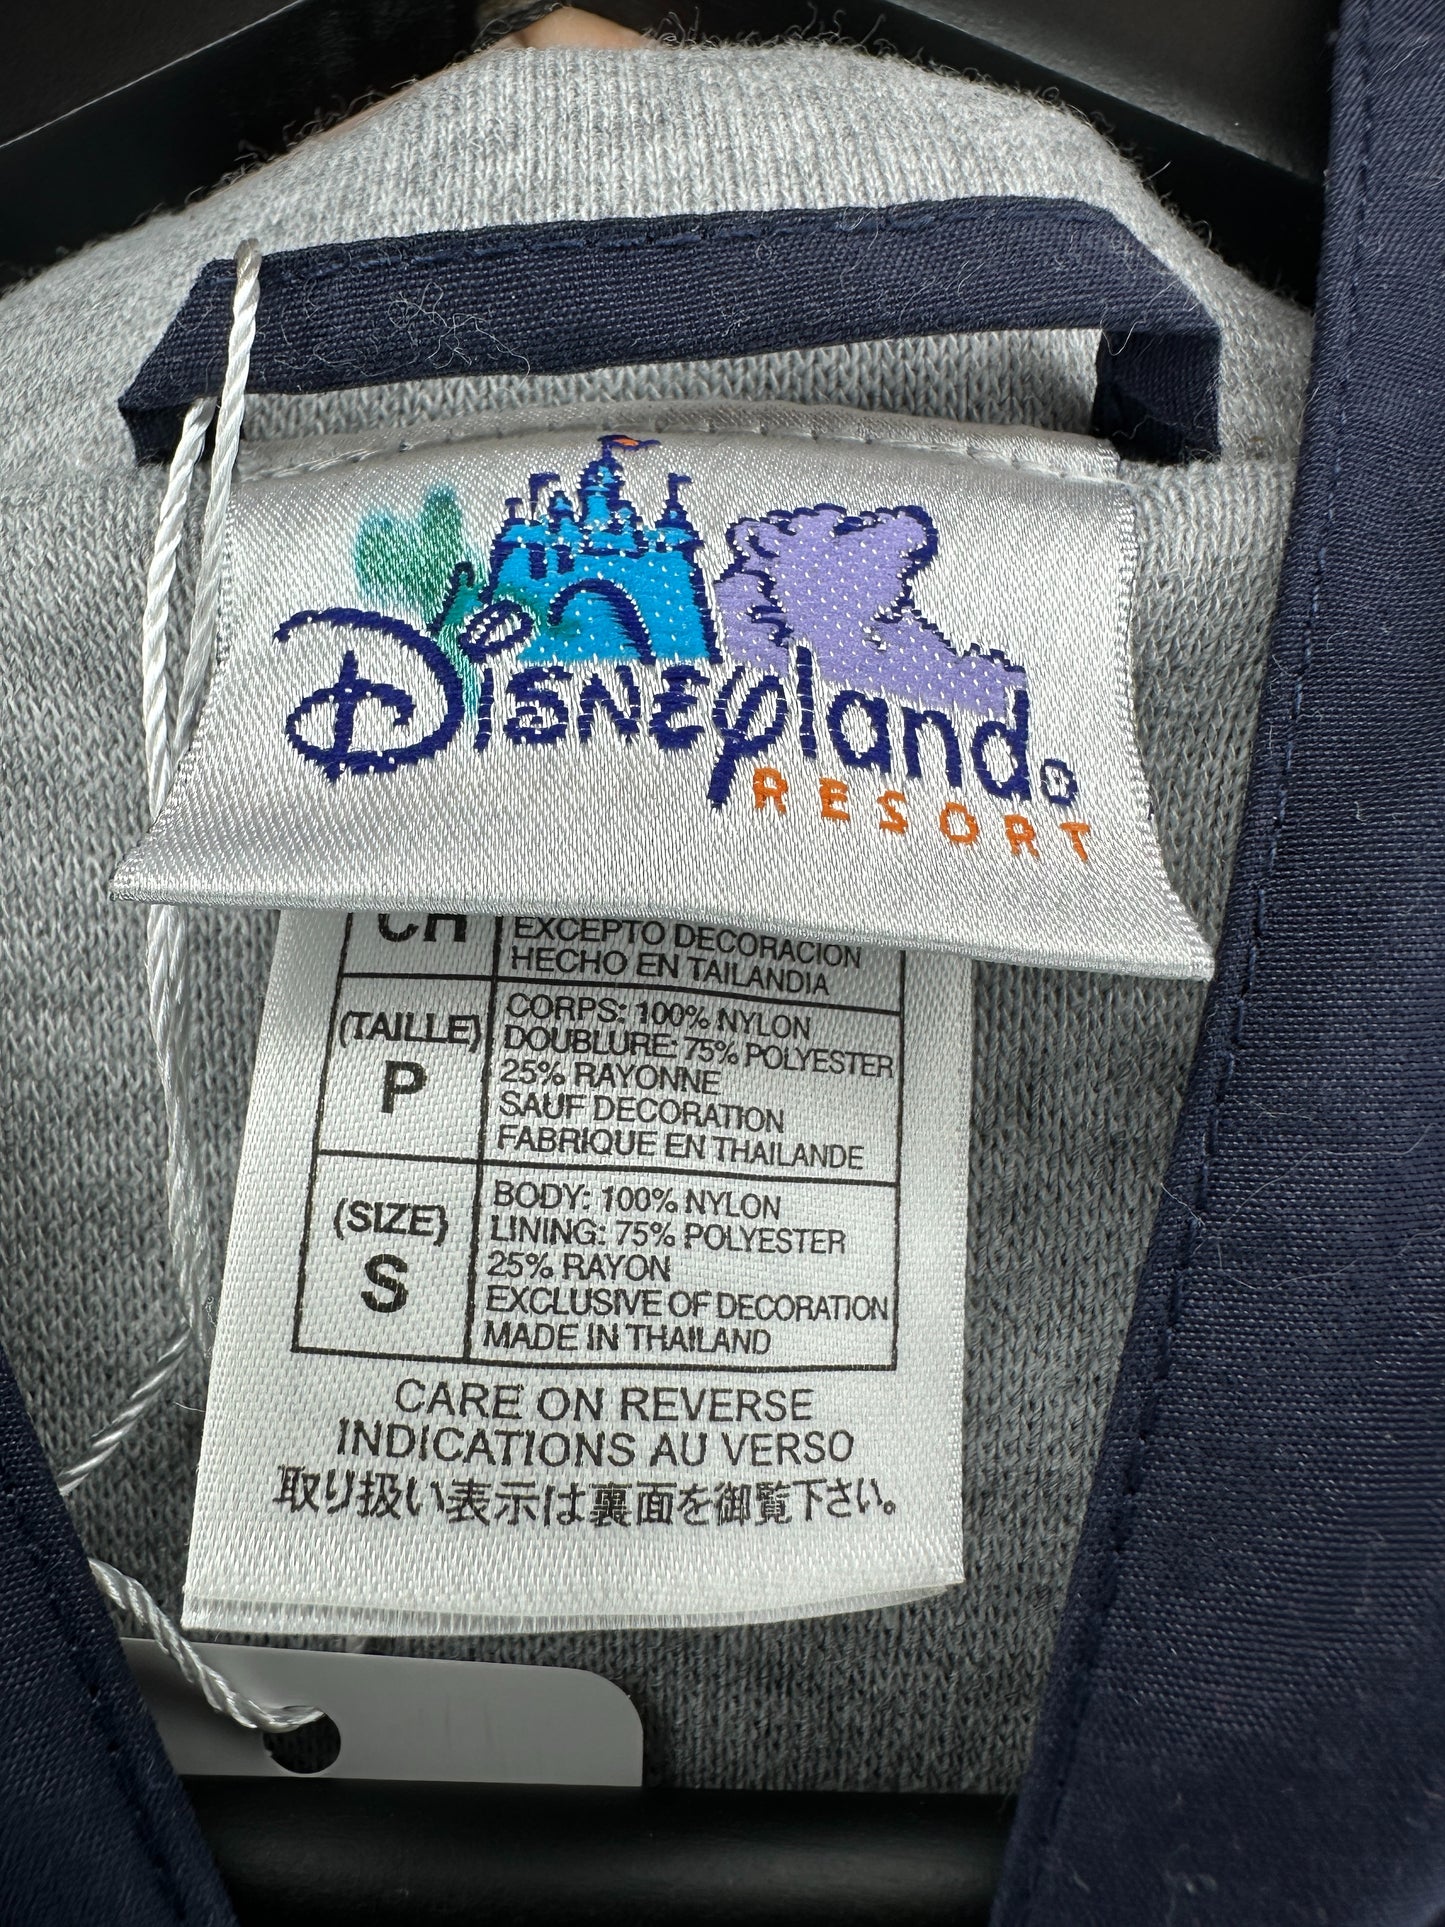 Disneyland®
RESORT
CH
EXCEPTO DECORACION
HECHO EN TAILANDIA
(TAILLE)
P
CORPS: 100% NYLON
DOUBLURE: 75% POLYESTER
25% RAYONNE
SAUF DECORATION
FABRIQUE EN THAILANDE
(SIZE)
S
BODY: 100% NYLON
LINING: 75% POLYESTER
25% RAYON
EXCLUSIVE OF DECORATION
MADE IN THAILAND
CARE ON REVERSE
INDICATIONS AU VERSO
取り扱い表示は裏面を御覧下さい。